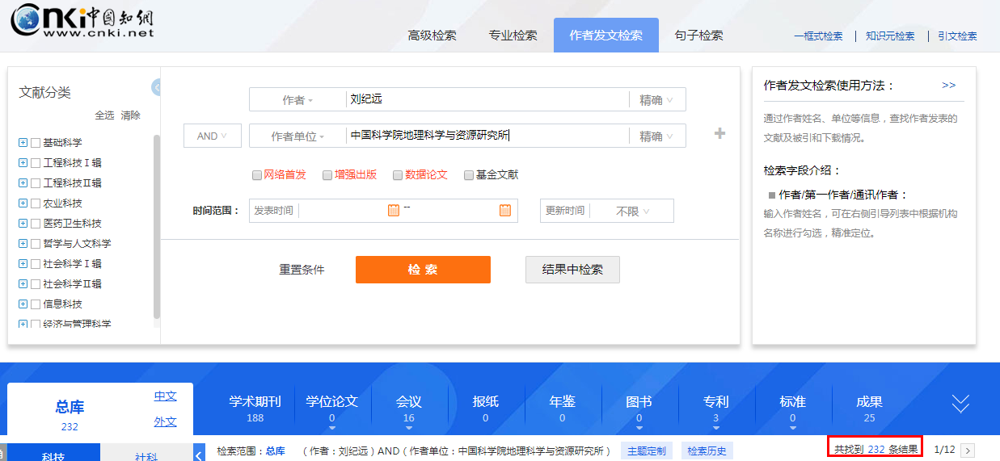 cnki中国知网
www.cnki.net
高级检索 专业检索 作者发文检索 句子检索 一框式检索 知识元检索 引文检索
文献分类
全选 清除
基础科学
工程科技Ⅰ辑
工程科技Ⅱ辑
农业科技
医药卫生科技
哲学与人文科学
社会科学Ⅰ辑
社会科学Ⅱ辑
信息科技
经济与管理科学
作者 刘纪远 精确
AND 作者单位 中国科学院地理科学与资源研究所 精确
网络首发 增强出版 数据论文 基金文献
时间范围： 发表时间 -- 更新时间 不限
重置条件 检索 结果中检索
作者发文检索使用方法： >>
通过作者姓名、单位等信息，查找作者发表的
文献及被引和下载情况。
检索字段介绍：
作者/第一作者/通讯作者：
输入作者姓名，可在右侧引导列表中根据机构
名称进行勾选，精准定位。
总库 232 中文 外文
学术期刊 188
学位论文 0
会议 16
报纸 0
年鉴 0
图书 0
专利 3
标准 0
成果 25
科技 社科
检索范围：总库 （作者：刘纪远）AND（作者单位：中国科学院地理科学与资源研究所） 主题定制 检索历史 共找到 232 条结果 1/12 >